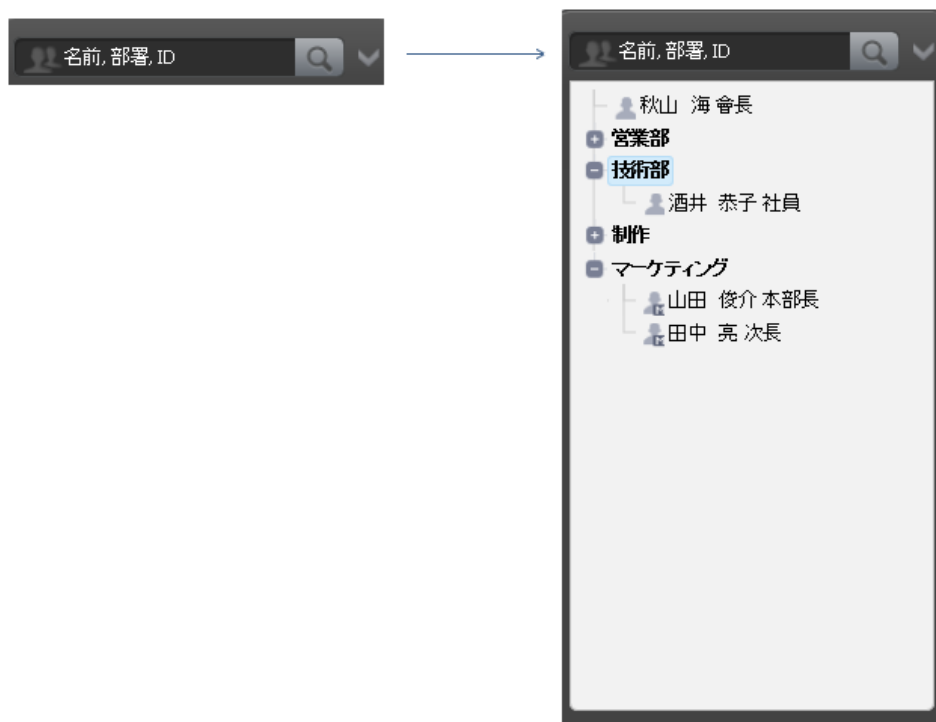 名前, 部署, ID
名前, 部署, ID
秋山 海 會長
営業部
技術部
酒井 恭子 社員
制作
マーケティング
山田 俊介 本部長
田中 亮 次長